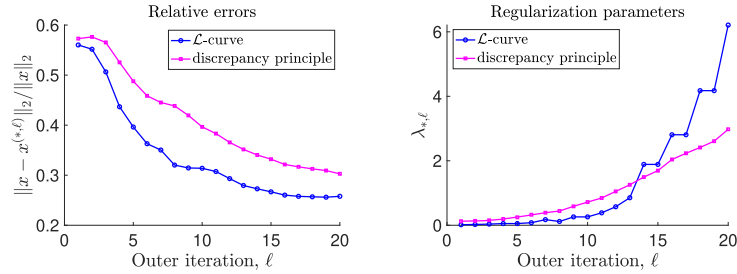 Relative errors
0.6
0.5
0.4
0.3
0.2
‖x − x^(*,ℓ)‖₂/‖x‖₂
ℒ-curve
discrepancy principle
0 5 10 15 20
Outer iteration, ℓ
Regularization parameters
6
4
2
0
λ_*,ℓ
ℒ-curve
discrepancy principle
0 5 10 15 20
Outer iteration, ℓ